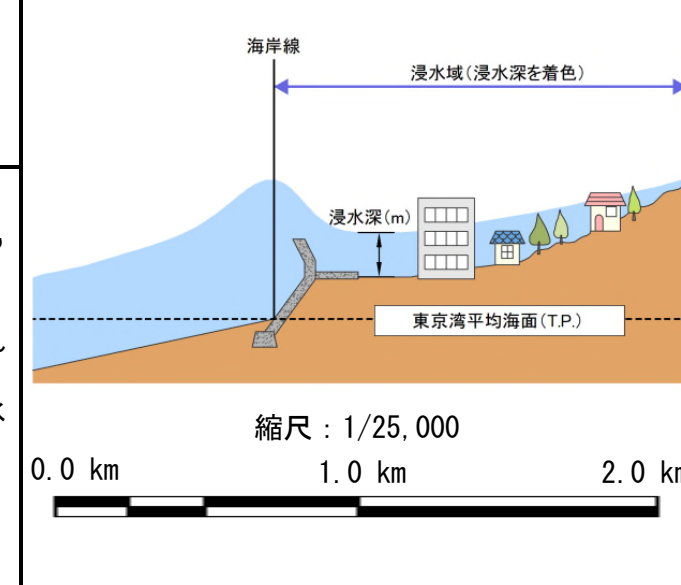 海岸線
浸水域(浸水深を着色)
浸水深(m)
東京湾平均海面(T.P.)
縮尺：1/25,000
0.0 km 1.0 km 2.0 km